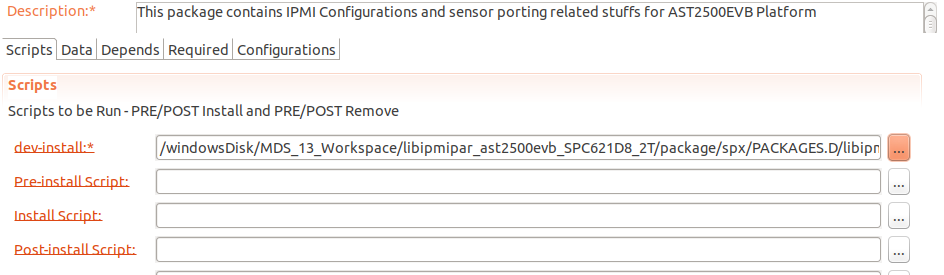 Description:* This package contains IPMI Configurations and sensor porting related stuffs for AST2500EVB Platform
Scripts Data Depends Required Configurations
Scripts
Scripts to be Run - PRE/POST Install and PRE/POST Remove
dev-install:* /windowsDisk/MDS_13_Workspace/libipmipar_ast2500evb_SPC621D8_2T/package/spx/PACKAGES.D/libipm ...
Pre-install Script: ...
Install Script: ...
Post-install Script: ...